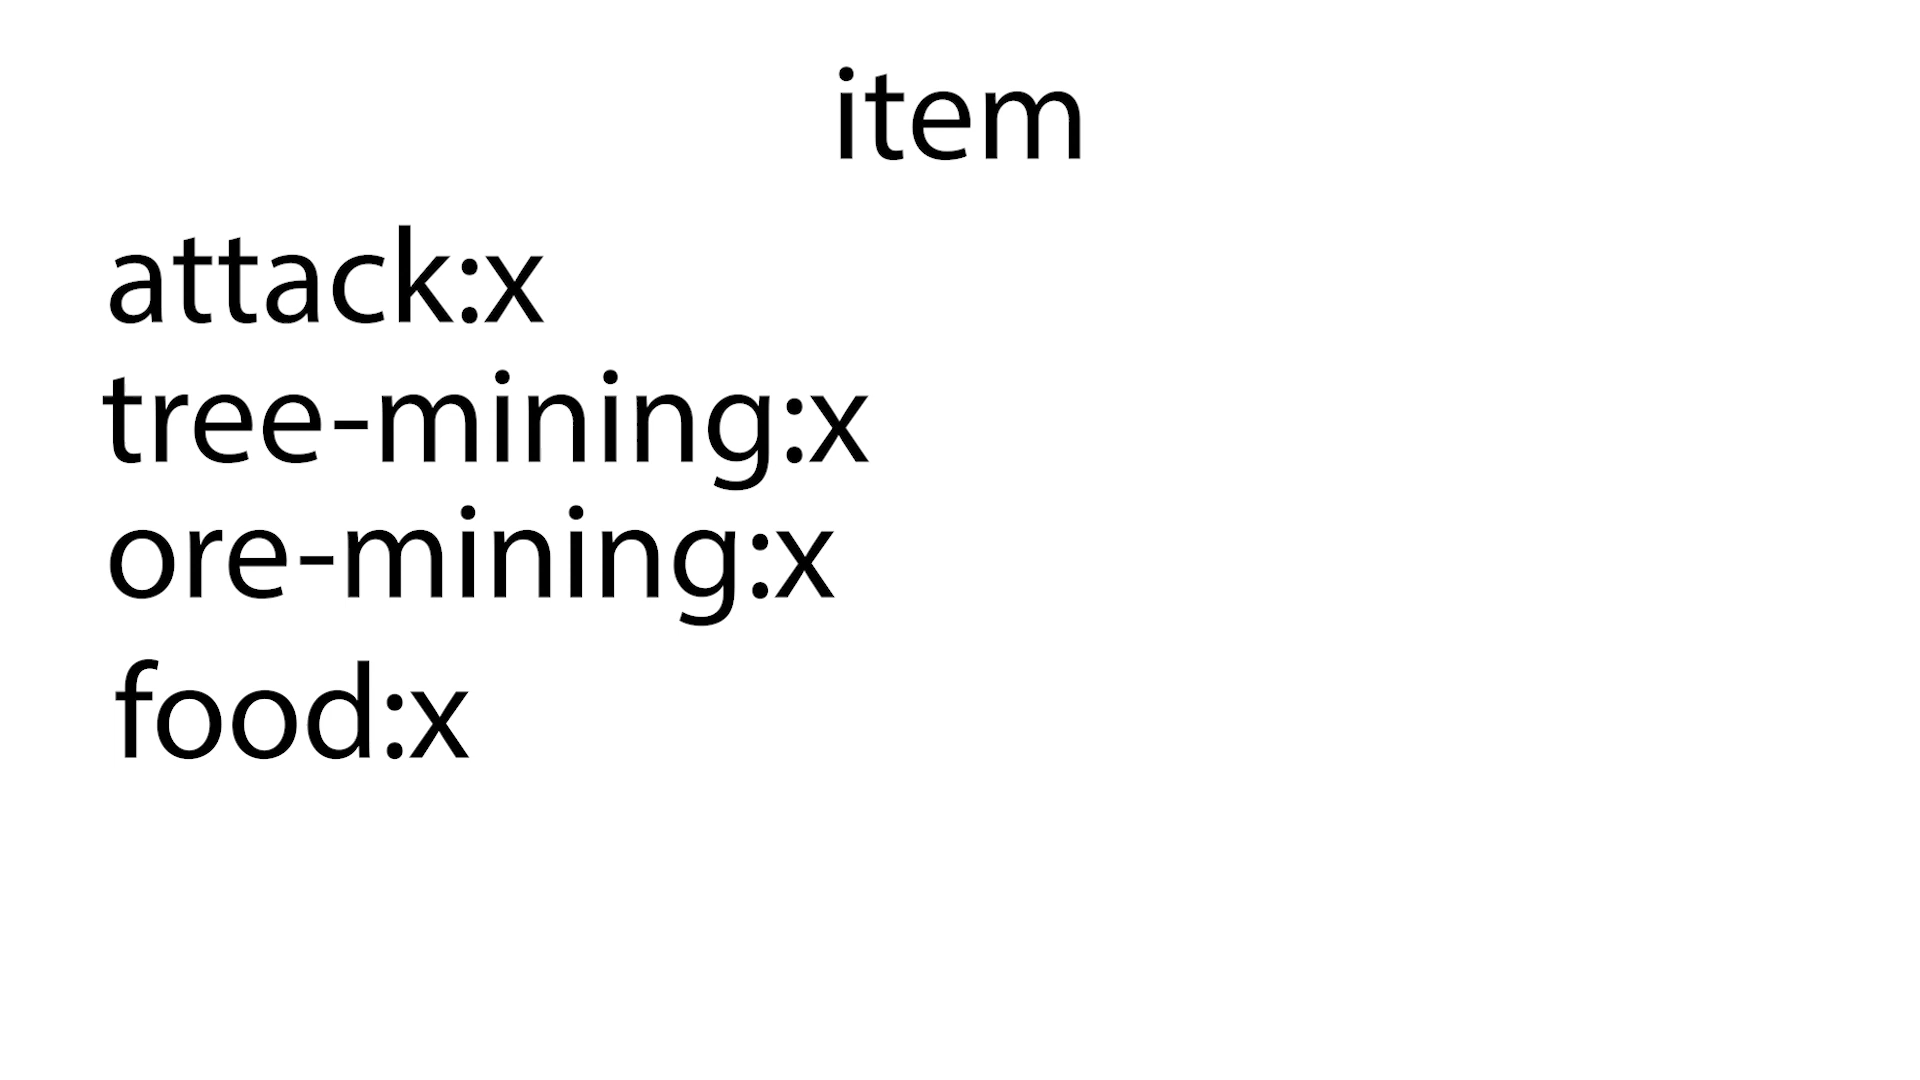 item
attack:x
tree-mining:x
ore-mining:x
food:x